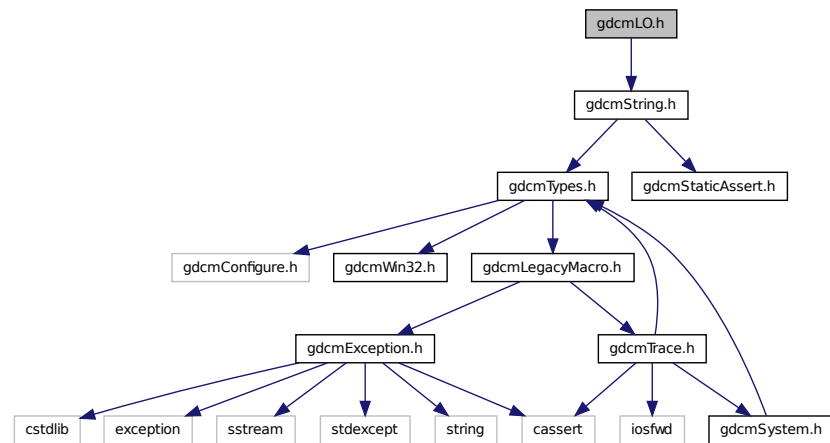 gdcmLO.h
gdcmString.h
gdcmTypes.h
gdcmStaticAssert.h
gdcmConfigure.h
gdcmWin32.h
gdcmLegacyMacro.h
gdcmException.h
gdcmTrace.h
cstdlib
exception
sstream
stdexcept
string
cassert
iosfwd
gdcmSystem.h